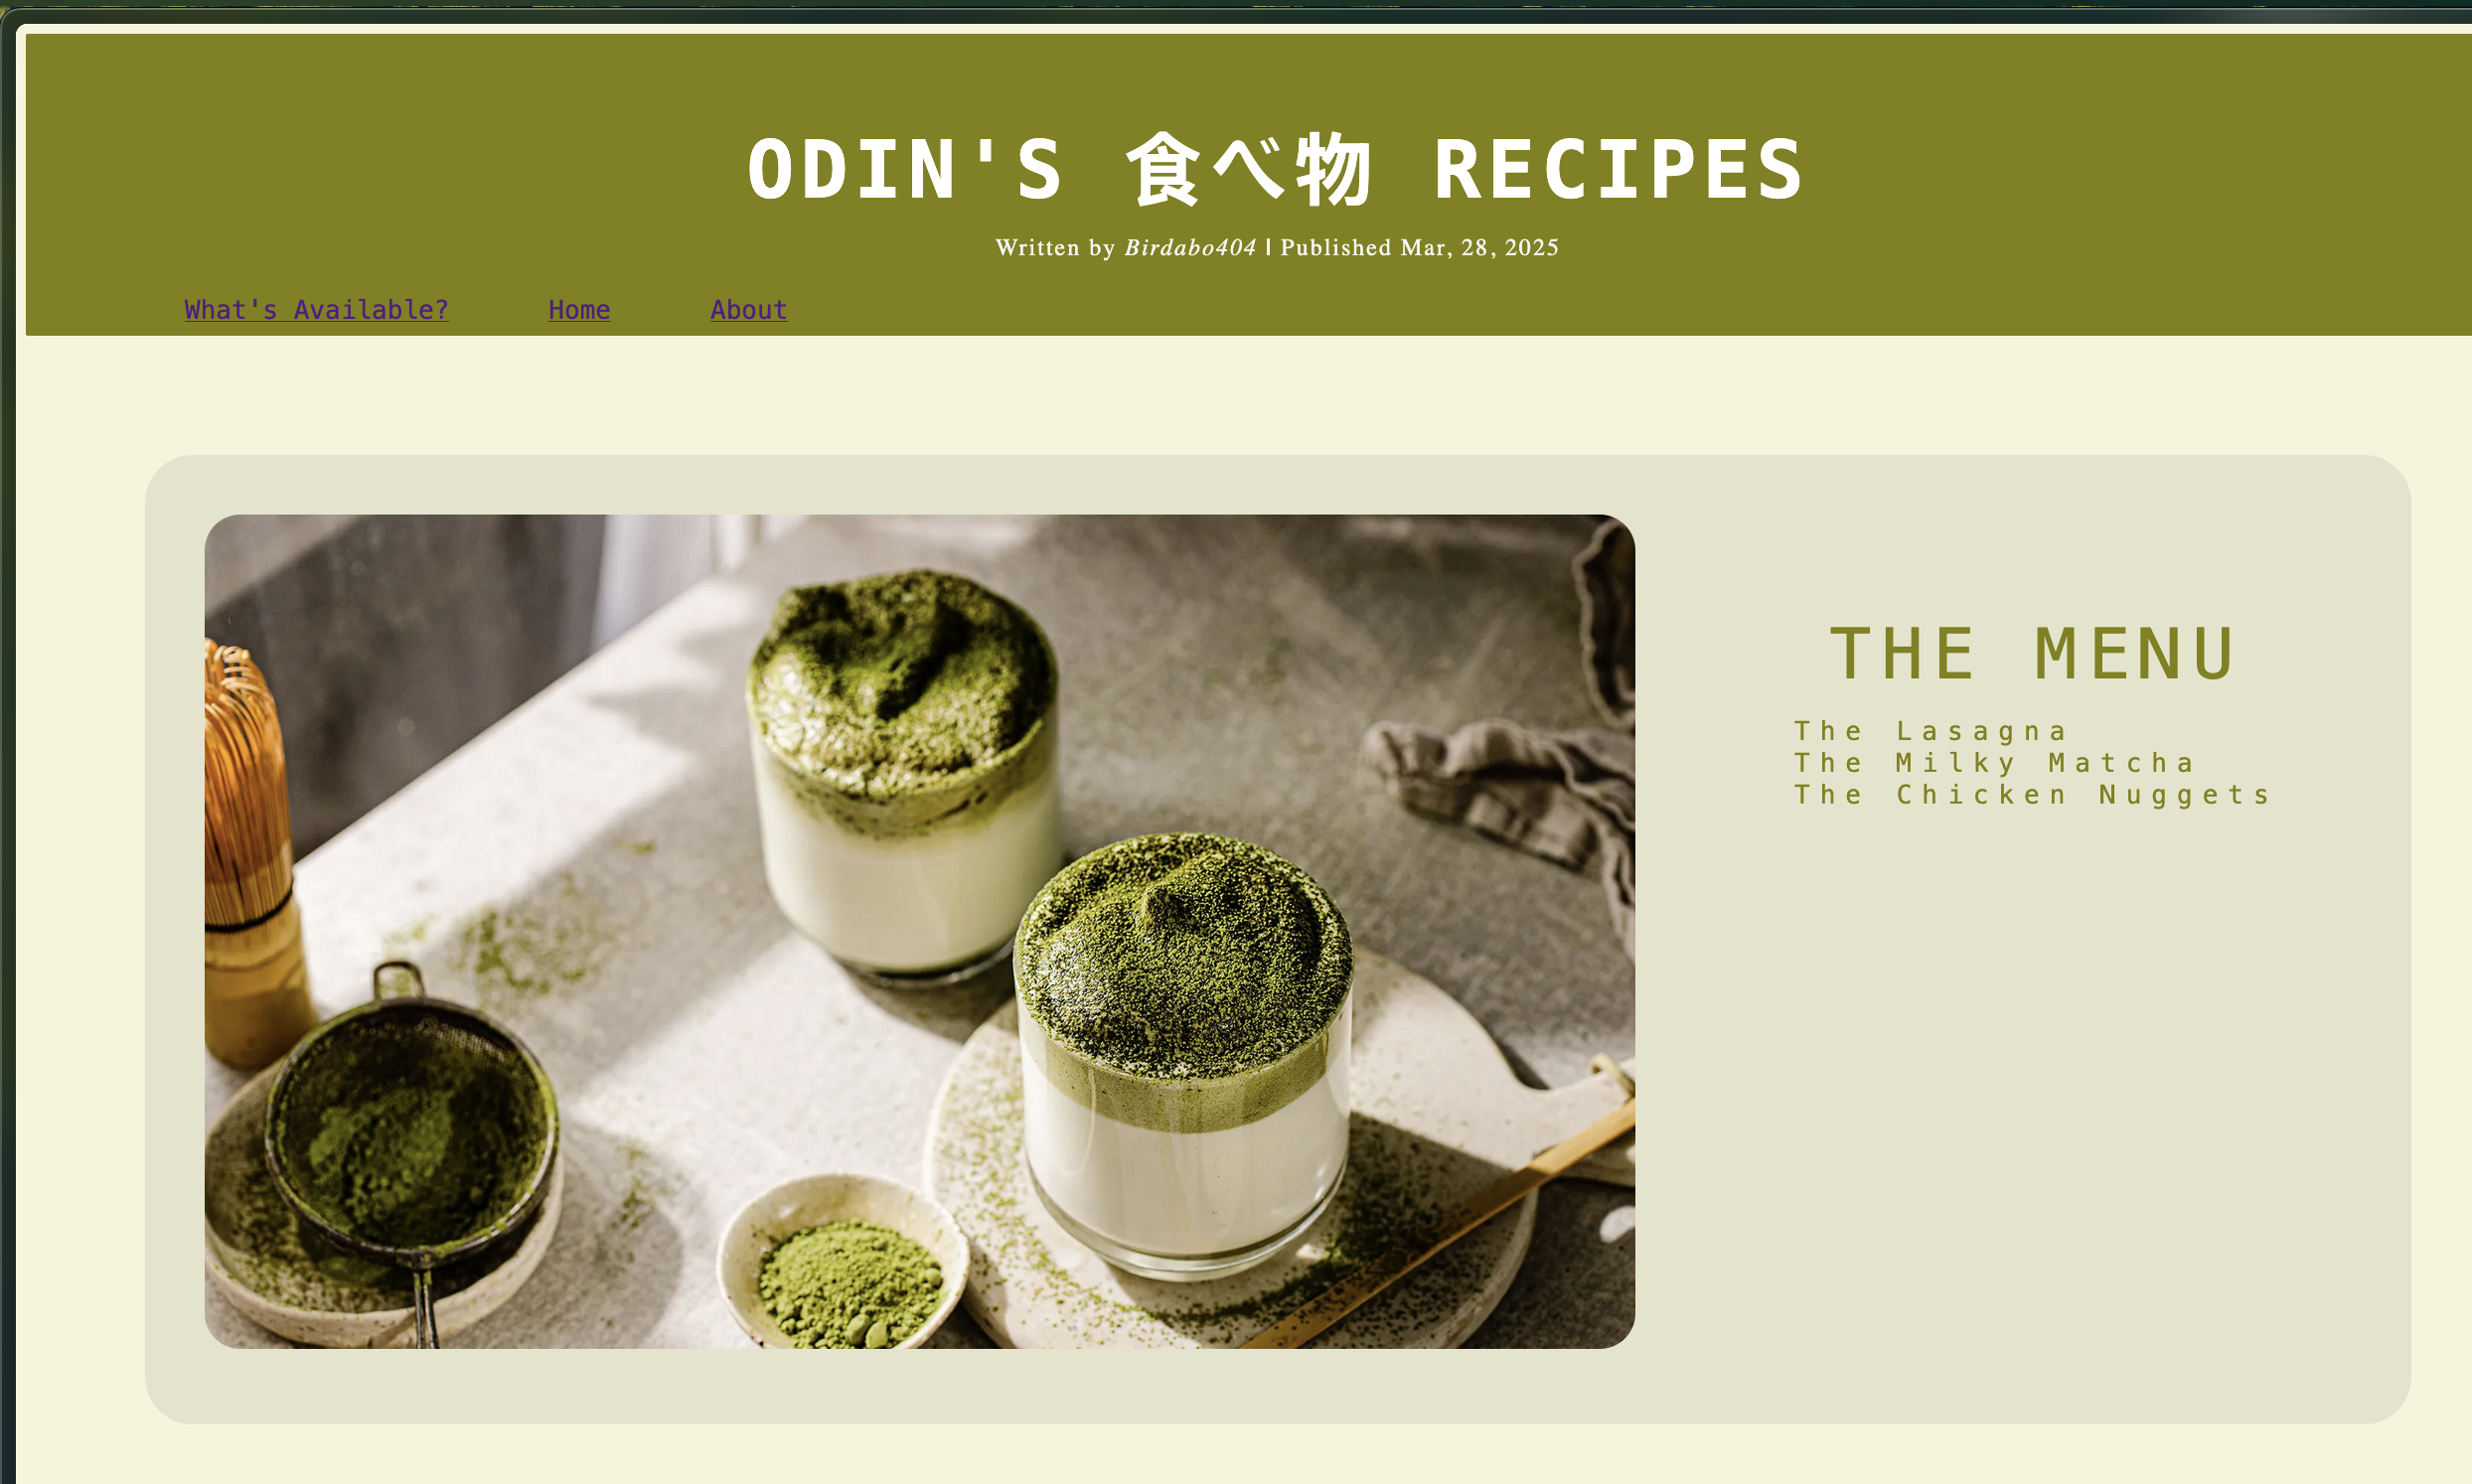 ODIN'S 食べ物 RECIPES
Written by Birdabo404 | Published Mar, 28, 2025
What's Available? Home About
THE MENU
The Lasagna
The Milky Matcha
The Chicken Nuggets